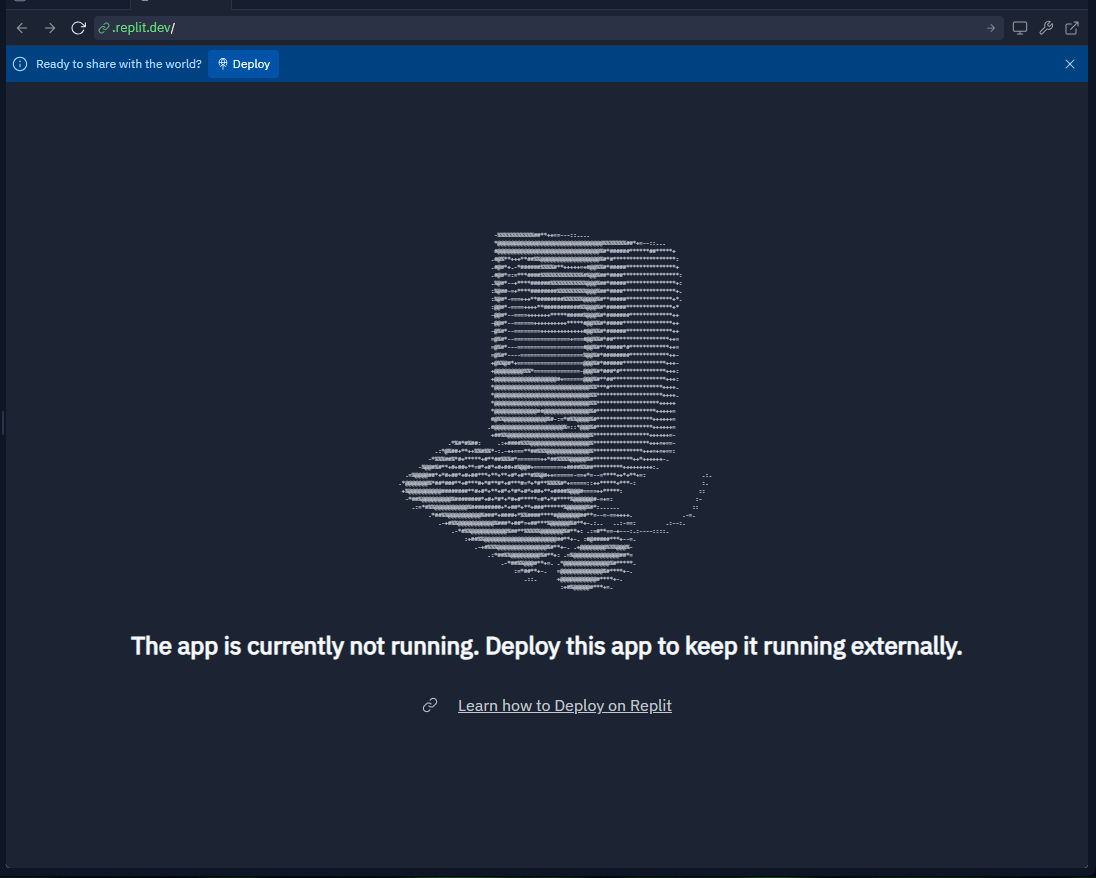 .replit.dev/
Ready to share with the world? Deploy
The app is currently not running. Deploy this app to keep it running externally.
Learn how to Deploy on Replit